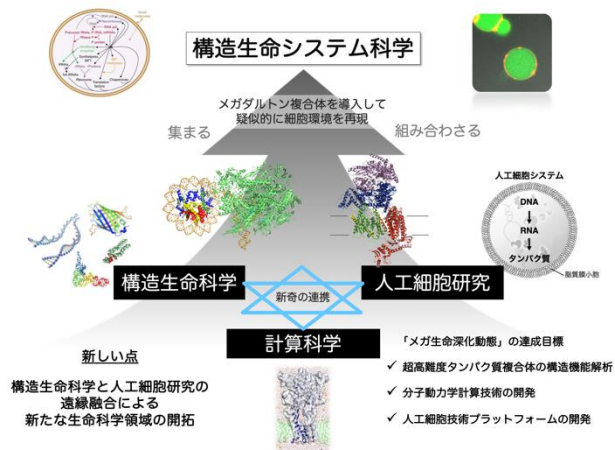 構造生命システム科学
メガダルトン複合体を導入して
疑似的に細胞環境を再現
集まる
組み合わさる
人工細胞システム
DNA
RNA
タンパク質
脂質膜小胞
構造生命科学
新奇の連携
人工細胞研究
計算科学
新しい点
構造生命科学と人工細胞研究の
遠縁融合による
新たな生命科学領域の開拓
「メガ生命深化動態」の達成目標
✓ 超高難度タンパク質複合体の構造機能解析
✓ 分子動力学計算技術の開発
✓ 人工細胞技術プラットフォームの開発